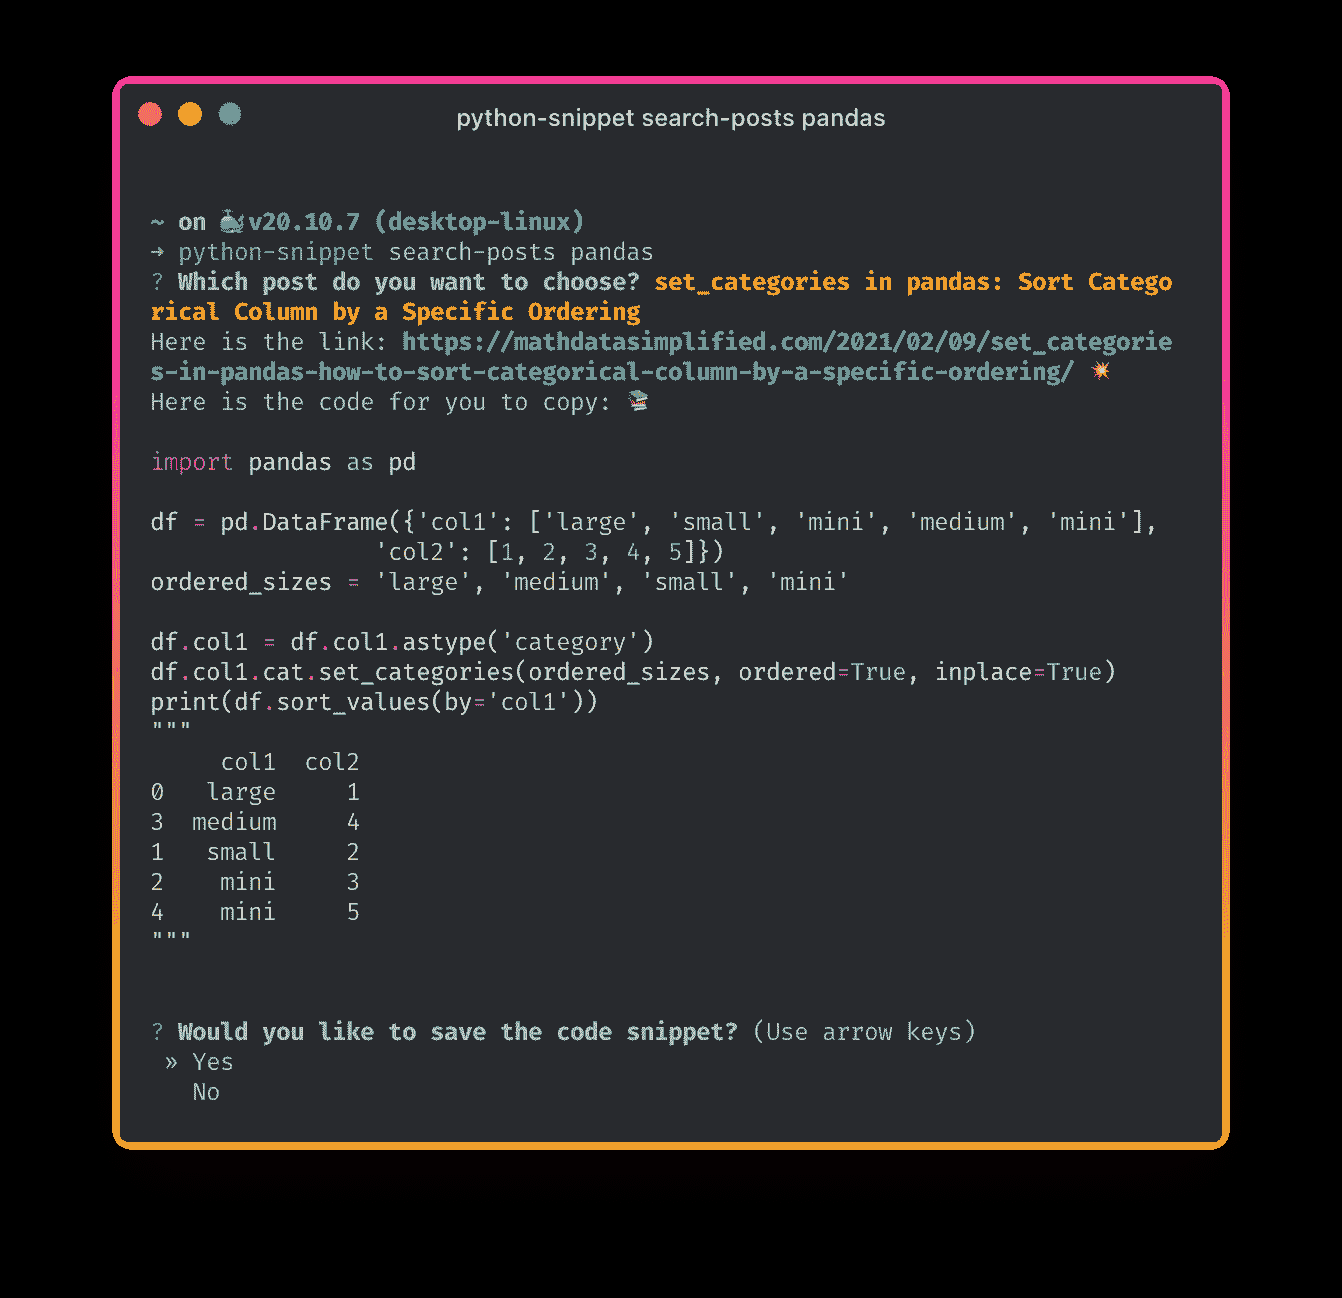 python-snippet search-posts pandas
~ on 🐳 v20.10.7 (desktop-linux)
→ python-snippet search-posts pandas
? Which post do you want to choose? set_categories in pandas: Sort Catego
rical Column by a Specific Ordering
Here is the link: https://mathdatasimplified.com/2021/02/09/set_categorie
s-in-pandas-how-to-sort-categorical-column-by-a-specific-ordering/ 💥
Here is the code for you to copy: 📚
import pandas as pd
df = pd.DataFrame({'col1': ['large', 'small', 'mini', 'medium', 'mini'],
                'col2': [1, 2, 3, 4, 5]})
ordered_sizes = 'large', 'medium', 'small', 'mini'
df.col1 = df.col1.astype('category')
df.col1.cat.set_categories(ordered_sizes, ordered=True, inplace=True)
print(df.sort_values(by='col1'))
"""
     col1  col2
0   large     1
3  medium     4
1   small     2
2    mini     3
4    mini     5
"""
? Would you like to save the code snippet? (Use arrow keys)
 » Yes
   No